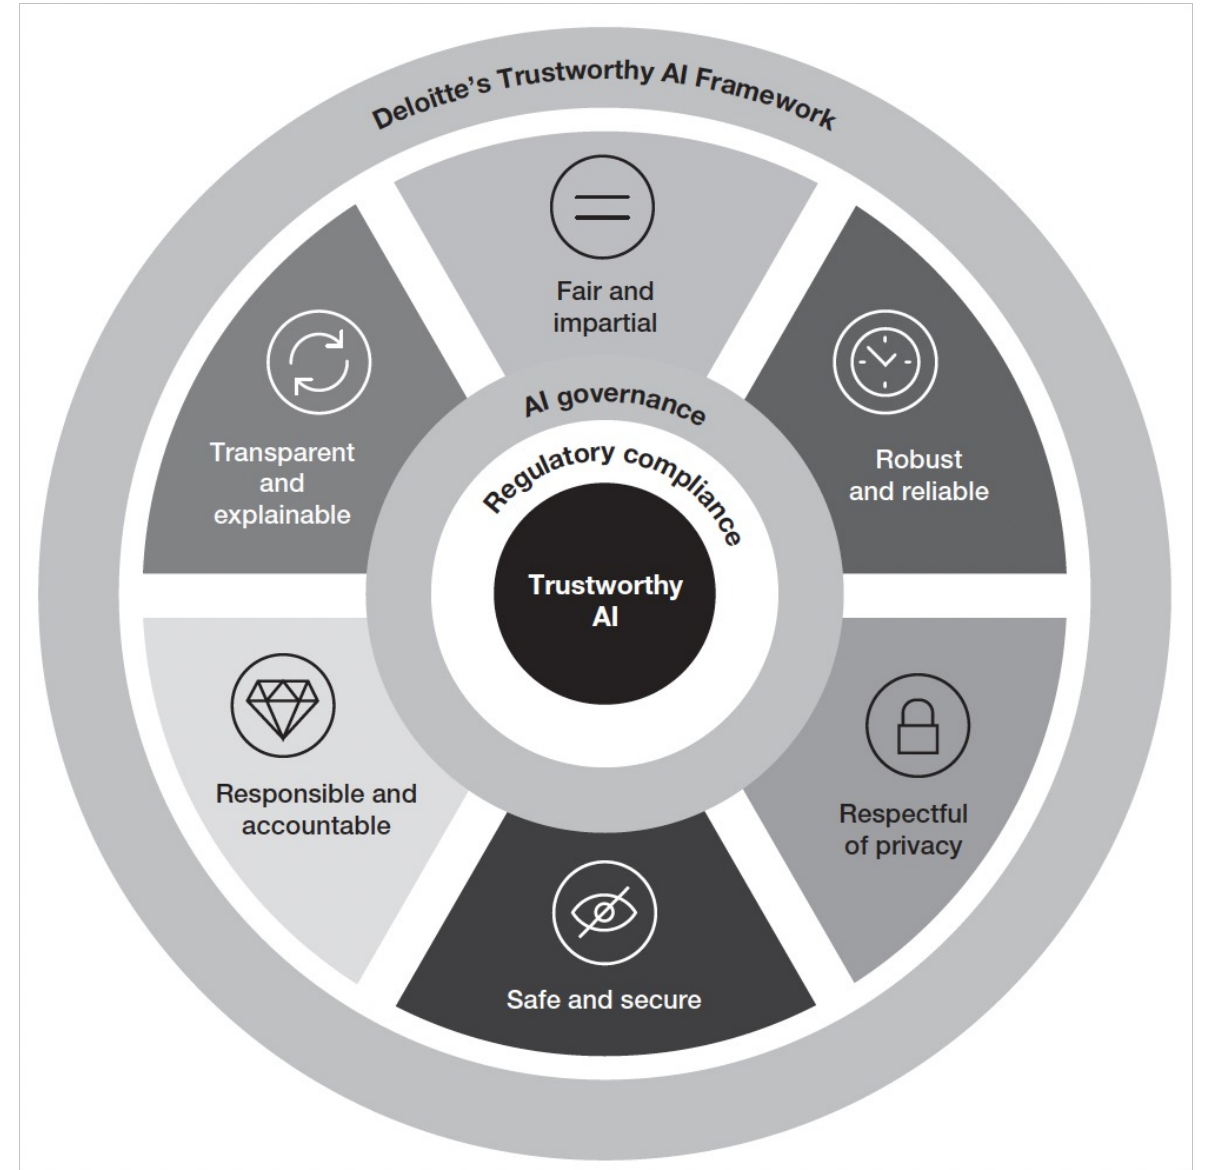 Deloitte's Trustworthy AI Framework
Fair and
impartial
Transparent
and
explainable
Robust
and reliable
AI governance
Regulatory compliance
Trustworthy
AI
Responsible and
accountable
Respectful
of privacy
Safe and secure